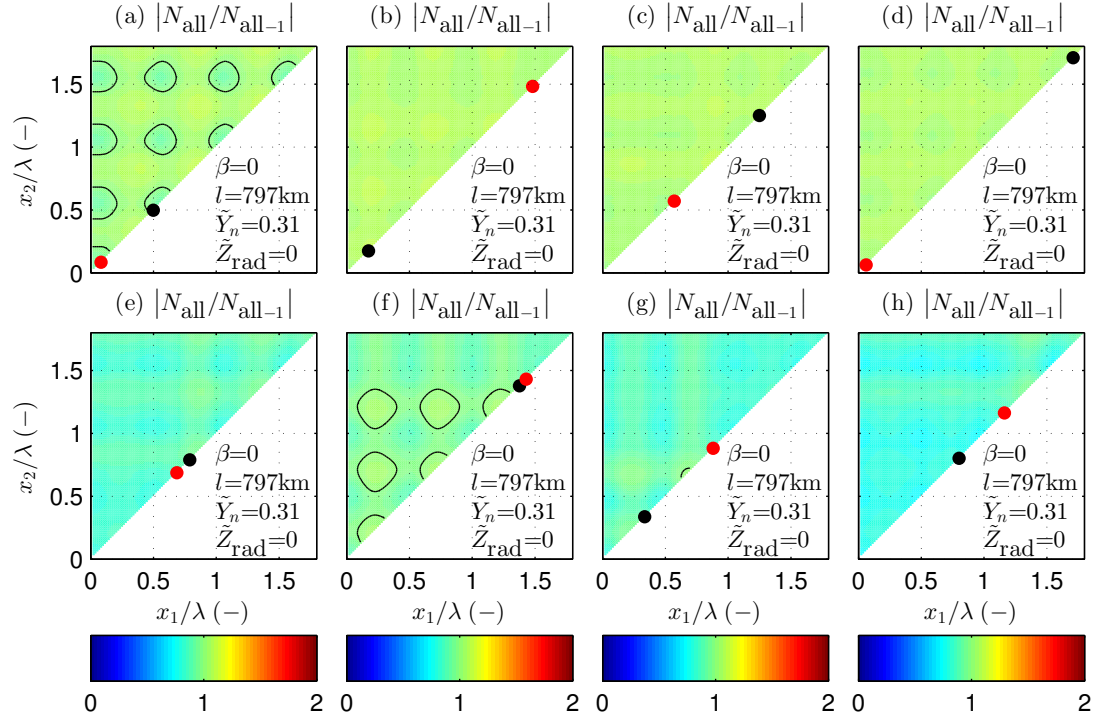 (a) |N_all/N_all−1| (b) |N_all/N_all−1| (c) |N_all/N_all−1| (d) |N_all/N_all−1|
x_2/λ (−)
1.5
1
0.5
0
β=0
l=797km
Ỹ_n=0.31
Z̃_rad=0
β=0
l=797km
Ỹ_n=0.31
Z̃_rad=0
β=0
l=797km
Ỹ_n=0.31
Z̃_rad=0
β=0
l=797km
Ỹ_n=0.31
Z̃_rad=0
(e) |N_all/N_all−1| (f) |N_all/N_all−1| (g) |N_all/N_all−1| (h) |N_all/N_all−1|
x_2/λ (−)
1.5
1
0.5
0
β=0
l=797km
Ỹ_n=0.31
Z̃_rad=0
β=0
l=797km
Ỹ_n=0.31
Z̃_rad=0
β=0
l=797km
Ỹ_n=0.31
Z̃_rad=0
β=0
l=797km
Ỹ_n=0.31
Z̃_rad=0
0 0.5 1 1.5 0 0.5 1 1.5 0 0.5 1 1.5 0 0.5 1 1.5
x_1/λ (−) x_1/λ (−) x_1/λ (−) x_1/λ (−)
0 1 2 0 1 2 0 1 2 0 1 2